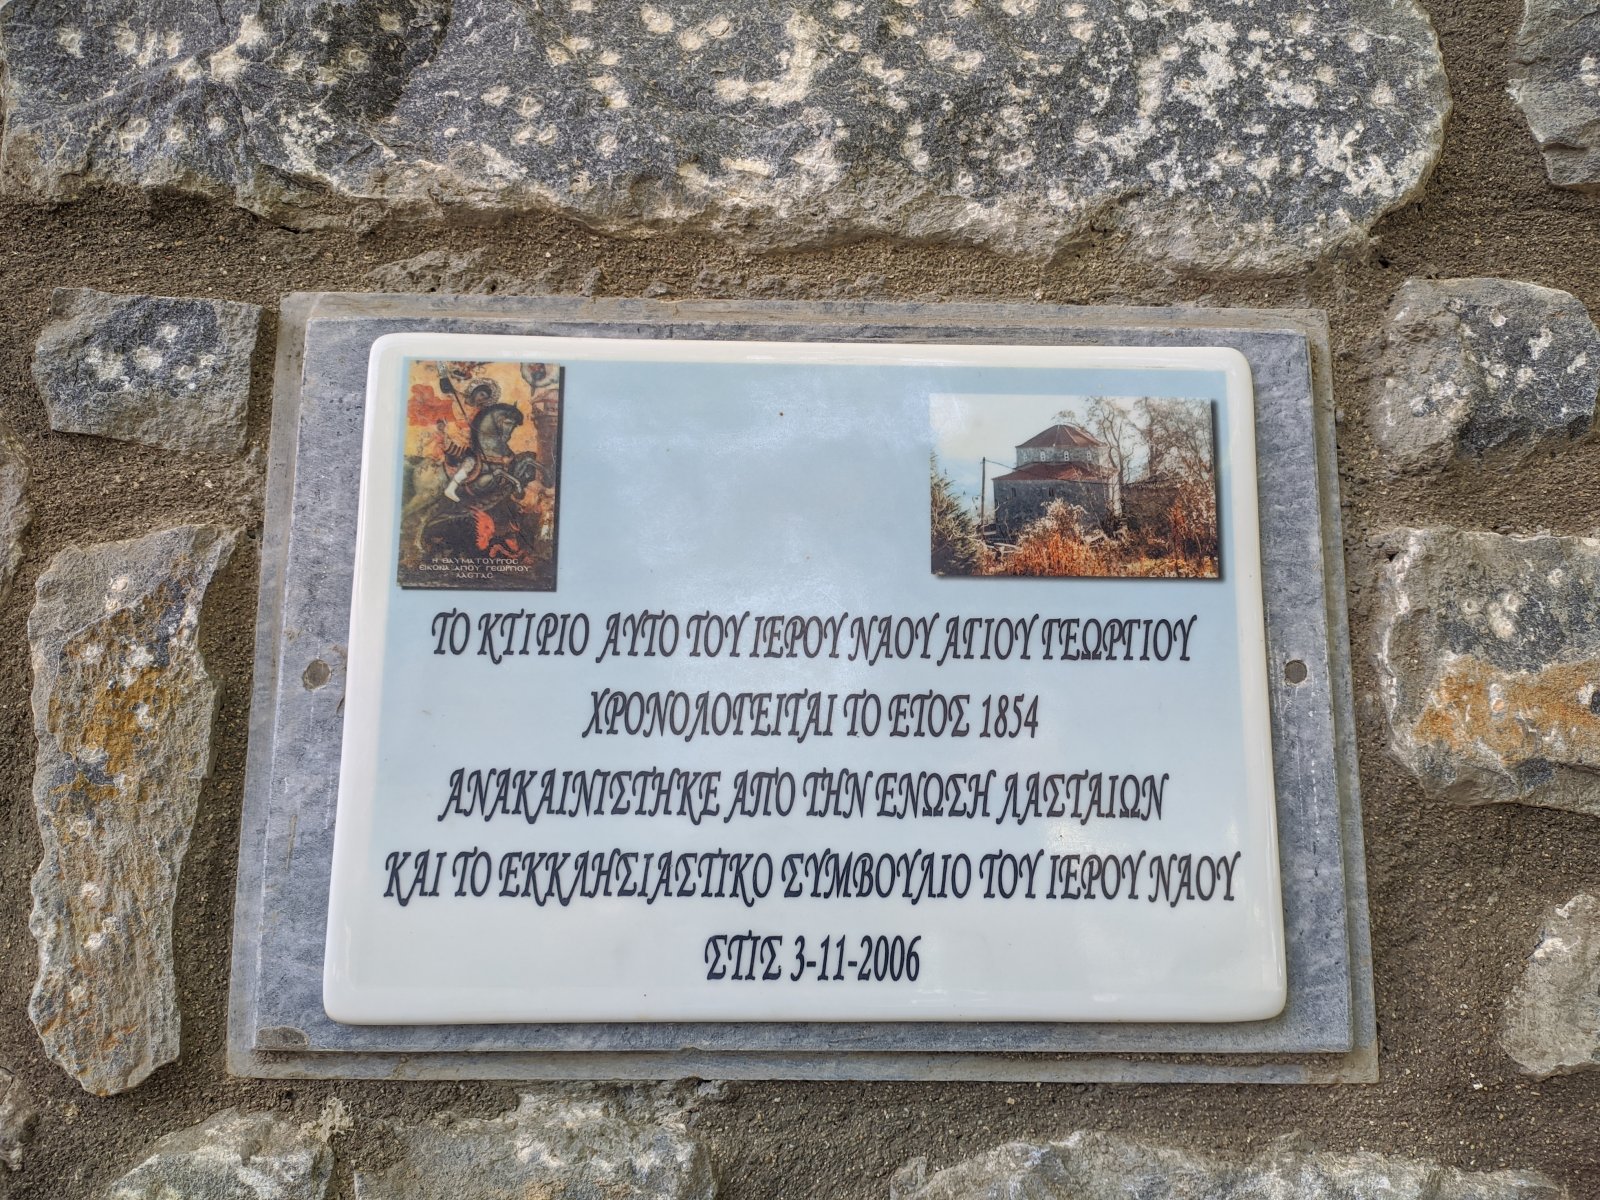 Η ΘΑΥΜΑΤΟΥΡΓΟΣ
ΕΙΚΟΝΑ ΑΓΙΟΥ ΓΕΩΡΓΙΟΥ
ΛΑΣΤΑΣ
ΤΟ ΚΤΙΡΙΟ ΑΥΤΟ ΤΟΥ ΙΕΡΟΥ ΝΑΟΥ ΑΓΙΟΥ ΓΕΩΡΓΙΟΥ
ΧΡΟΝΟΛΟΓΕΙΤΑΙ ΤΟ ΕΤΟΣ 1854
ΑΝΑΚΑΙΝΙΣΤΗΚΕ ΑΠΟ ΤΗΝ ΕΝΩΣΗ ΛΑΣΤΑΙΩΝ
ΚΑΙ ΤΟ ΕΚΚΛΗΣΙΑΣΤΙΚΟ ΣΥΜΒΟΥΛΙΟ ΤΟΥ ΙΕΡΟΥ ΝΑΟΥ
ΣΤΙΣ 3-11-2006